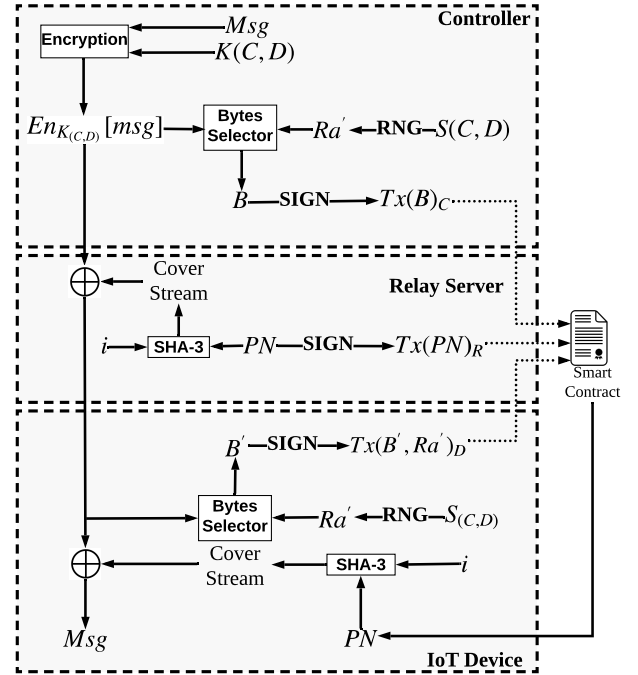 Controller
Encryption
Msg
K(C, D)
En_{K_{(C,D)}}[msg]
Bytes
Selector
Ra′
RNG
S(C, D)
B
SIGN
Tx(B)_C
Cover
Stream
Relay Server
i
SHA-3
PN
SIGN
Tx(PN)_R
Smart
Contract
B′
SIGN
Tx(B′, Ra′)_D
Bytes
Selector
Ra′
RNG
S_{(C,D)}
Cover
Stream
SHA-3
i
Msg
PN
IoT Device